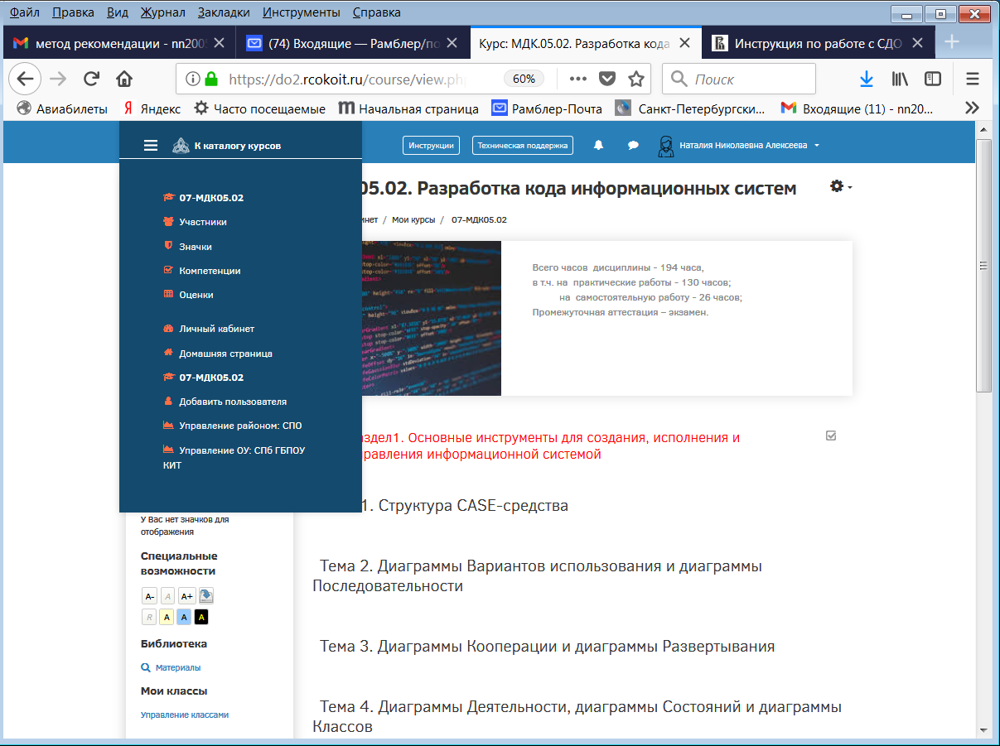 Файл Правка Вид Журнал Закладки Инструменты Справка
метод рекомендации - nn200
(74) Входящие — Рамблер/по
Курс: МДК.05.02. Разработка кода
Инструкция по работе с СДО
https://do2.rcokoit.ru/course/view.php
60%
Поиск
Авиабилеты
Яндекс
Часто посещаемые
Начальная страница
Рамблер-Почта
Санкт-Петербургски...
Входящие (11) - nn20...
К каталогу курсов
Инструкции
Техническая поддержка
Наталия Николаевна Алексеева
07-МДК05.02
Участники
Значки
Компетенции
Оценки
Личный кабинет
Домашняя страница
07-МДК05.02
Добавить пользователя
Управление районом: СПО
Управление ОУ: СПб ГБПОУ
КИТ
05.02. Разработка кода информационных систем
инет / Мои курсы / 07-МДК05.02
Всего часов дисциплины - 194 часа,
в т.ч. на практические работы - 130 часов;
на самостоятельную работу - 26 часов;
Промежуточная аттестация – экзамен.
здел1. Основные инструменты для создания, исполнения и
равления информационной системой
1. Структура CASE-средства
Тема 2. Диаграммы Вариантов использования и диаграммы
Последовательности
Тема 3. Диаграммы Кооперации и диаграммы Развертывания
Тема 4. Диаграммы Деятельности, диаграммы Состояний и диаграммы
Классов
У Вас нет значков для
отображения
Специальные
возможности
A- A A+
R A A A
Библиотека
Материалы
Мои классы
Управление классами